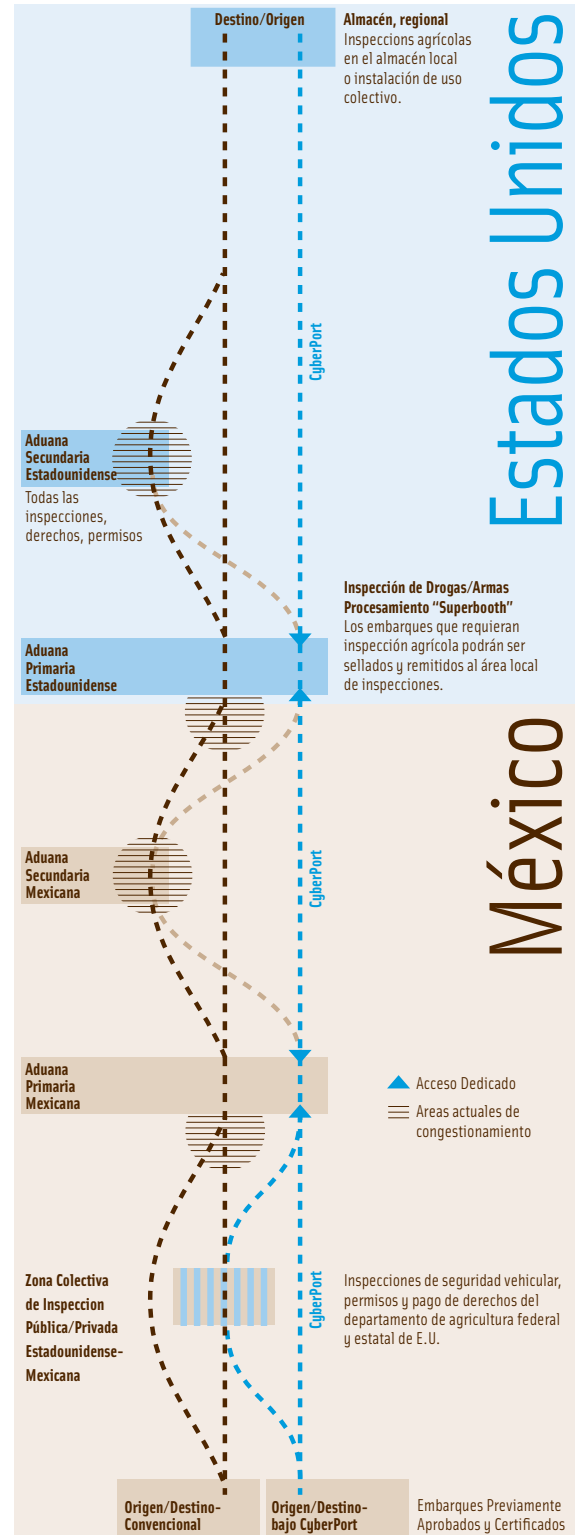 Destino/Origen
Almacén, regional
Inspeccions agrícolas
en el almacén local
o instalación de uso
colectivo.
Estados Unidos
CyberPort
Aduana
Secundaria
Estadounidense
Todas las
inspecciones,
derechos, permisos
Inspección de Drogas/Armas
Procesamiento “Superbooth”
Los embarques que requieran
inspección agrícola podrán ser
sellados y remitidos al área local
de inspecciones.
Aduana
Primaria
Estadounidense
México
Aduana
Secundaria
Mexicana
CyberPort
Aduana
Primaria
Mexicana
Acceso Dedicado
Areas actuales de
congestionamiento
Zona Colectiva
de Inspeccion
Pública/Privada
Estadounidense-
Mexicana
CyberPort
Inspecciones de seguridad vehicular,
permisos y pago de derechos del
departamento de agricultura federal
y estatal de E.U.
Origen/Destino-
Convencional
Origen/Destino-
bajo CyberPort
Embarques Previamente
Aprobados y Certificados